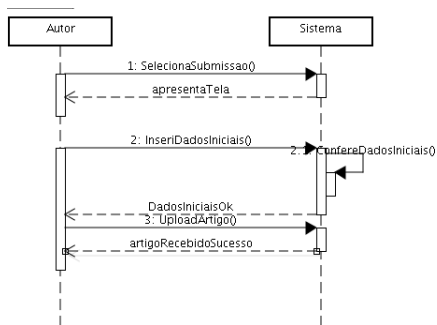 Autor
Sistema
1: SelecionaSubmissao()
apresentaTela
2: InseriDadosIniciais()
2.1: ConfereDadosIniciais()
DadosIniciaisOk
3: UploadArtigo()
artigoRecebidoSucesso